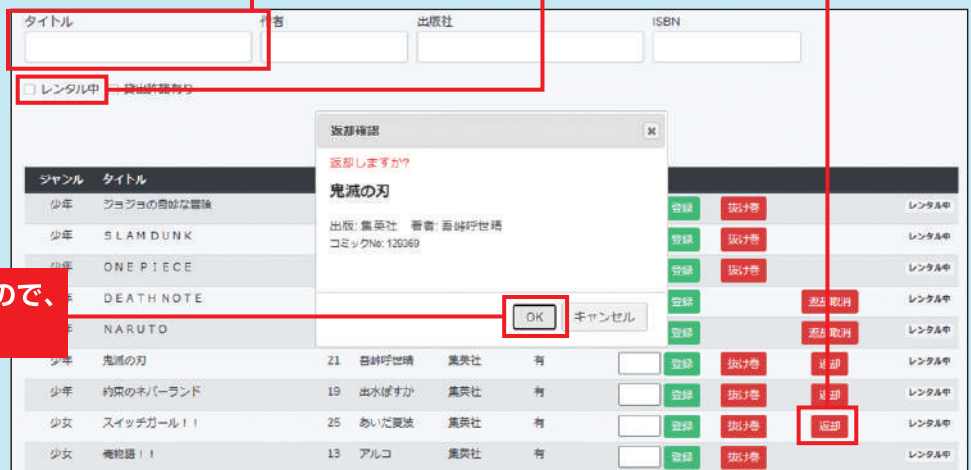 タイトル 作者 出版社 ISBN
レンタル中 貸出許諾有り
返却確認
返却しますか?
鬼滅の刃
出版: 集英社 著者: 吾峠呼世晴
コミックNo: 129369
OK キャンセル
ので、
ジャンル タイトル
少年 ジョジョの奇妙な冒険 登録 抜け巻 レンタル中
少年 SLAM DUNK 登録 抜け巻 レンタル中
少年 ONE PIECE 登録 抜け巻 レンタル中
DEATH NOTE 登録 返却取消 レンタル中
NARUTO 登録 返却取消 レンタル中
少年 鬼滅の刃 21 吾峠呼世晴 集英社 有 登録 抜け巻 返却 レンタル中
少年 約束のネバーランド 19 出水ぽすか 集英社 有 登録 抜け巻 返却 レンタル中
少女 スイッチガール!! 25 あいだ夏波 集英社 有 登録 抜け巻 返却 レンタル中
少女 俺物語!! 13 アルコ 集英社 有 登録 抜け巻 レンタル中